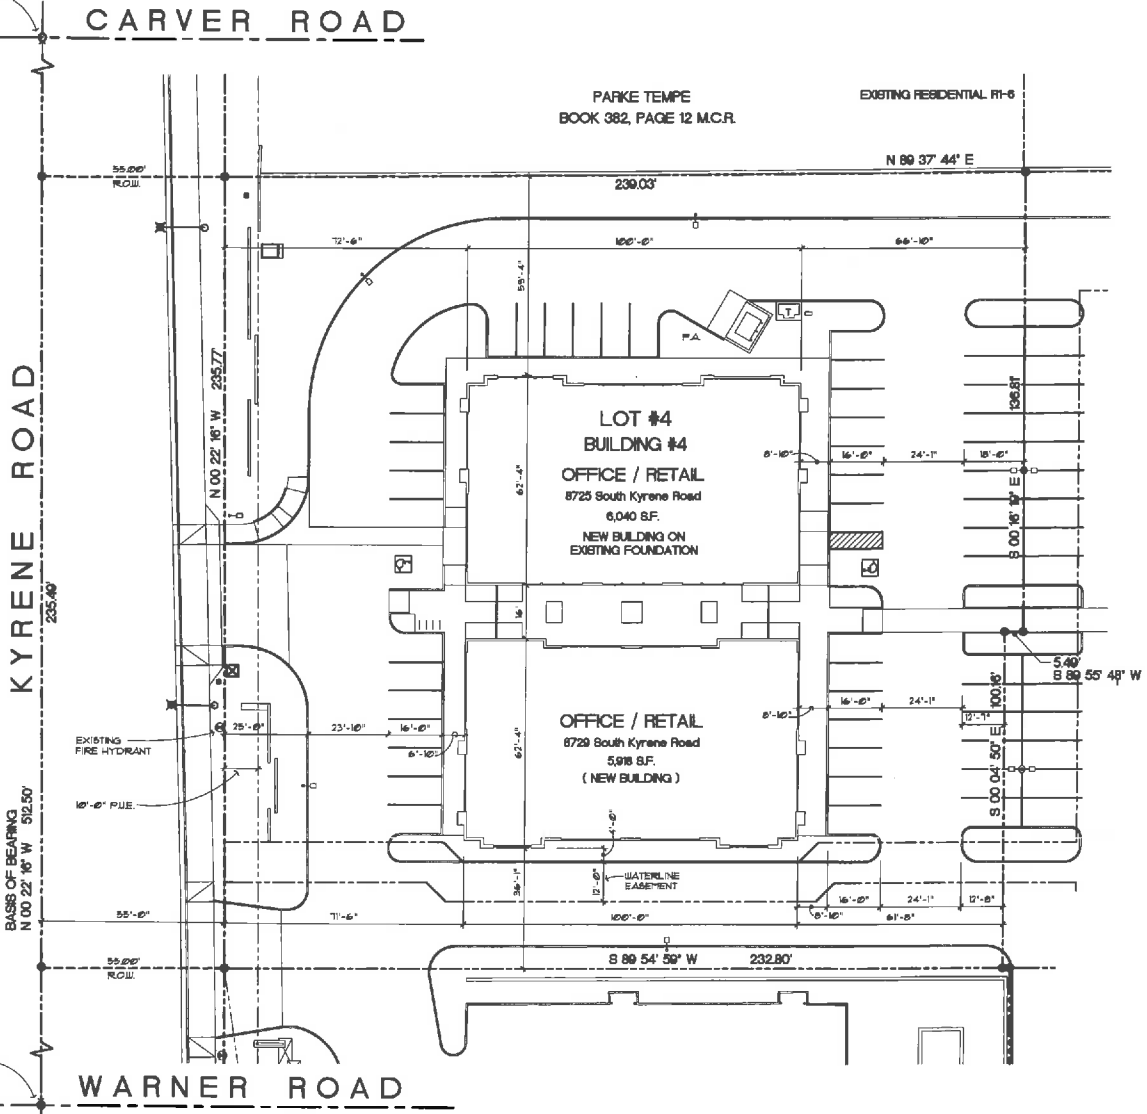 CARVER ROAD
PARKE TEMPE
BOOK 382, PAGE 12 M.C.R.
EXISTING RESIDENTIAL R1-6
N 89 37' 44" E
55.00'
R.O.W.
239.03'
72'-6"
100'-0"
66'-10"
55'-4"
T
P.A.
N 00 22' 16" W 235.77'
136.81'
S 00 16' 19" E
LOT #4
BUILDING #4
OFFICE / RETAIL
8725 South Kyrene Road
6,040 S.F.
NEW BUILDING ON
EXISTING FOUNDATION
62'-4"
8'-10"
16'-0"
24'-1"
18'-0"
KYRENE ROAD
235.49'
16'
5.49'
S 89 55' 48" W
100.16'
S 00 04' 50" E
OFFICE / RETAIL
8729 South Kyrene Road
5,918 S.F.
( NEW BUILDING )
62'-4"
8'-10"
16'-0"
24'-1"
12'-7"
25'-0"
23'-10"
16'-0"
6'-10"
EXISTING
FIRE HYDRANT
10'-0" P.U.E.
BASIS OF BEARING
N 00 22' 16" W 512.50'
4'-0"
12'-0"
WATERLINE
EASEMENT
36'-1"
16'-0"
24'-1"
12'-8"
55'-0"
71'-6"
100'-0"
8'-10"
61'-8"
55.00'
R.O.W.
S 89 54' 59" W 232.80'
WARNER ROAD